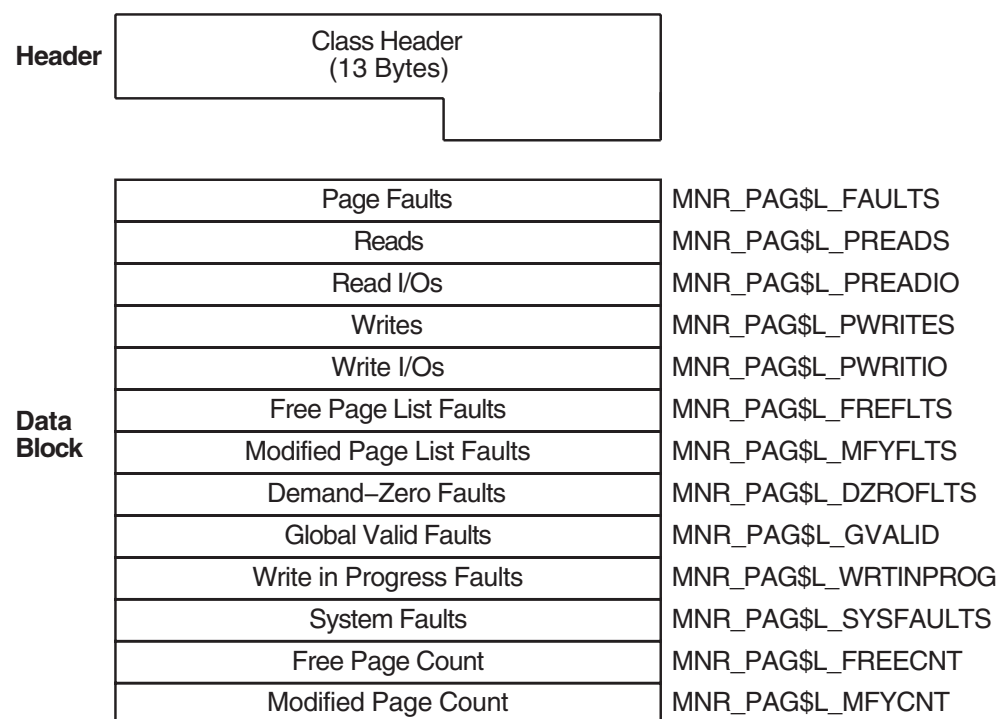 Header
Class Header
(13 Bytes)
Page Faults MNR_PAG$L_FAULTS
Reads MNR_PAG$L_PREADS
Read I/Os MNR_PAG$L_PREADIO
Writes MNR_PAG$L_PWRITES
Write I/Os MNR_PAG$L_PWRITIO
Data
Block
Free Page List Faults MNR_PAG$L_FREFLTS
Modified Page List Faults MNR_PAG$L_MFYFLTS
Demand–Zero Faults MNR_PAG$L_DZROFLTS
Global Valid Faults MNR_PAG$L_GVALID
Write in Progress Faults MNR_PAG$L_WRTINPROG
System Faults MNR_PAG$L_SYSFAULTS
Free Page Count MNR_PAG$L_FREECNT
Modified Page Count MNR_PAG$L_MFYCNT